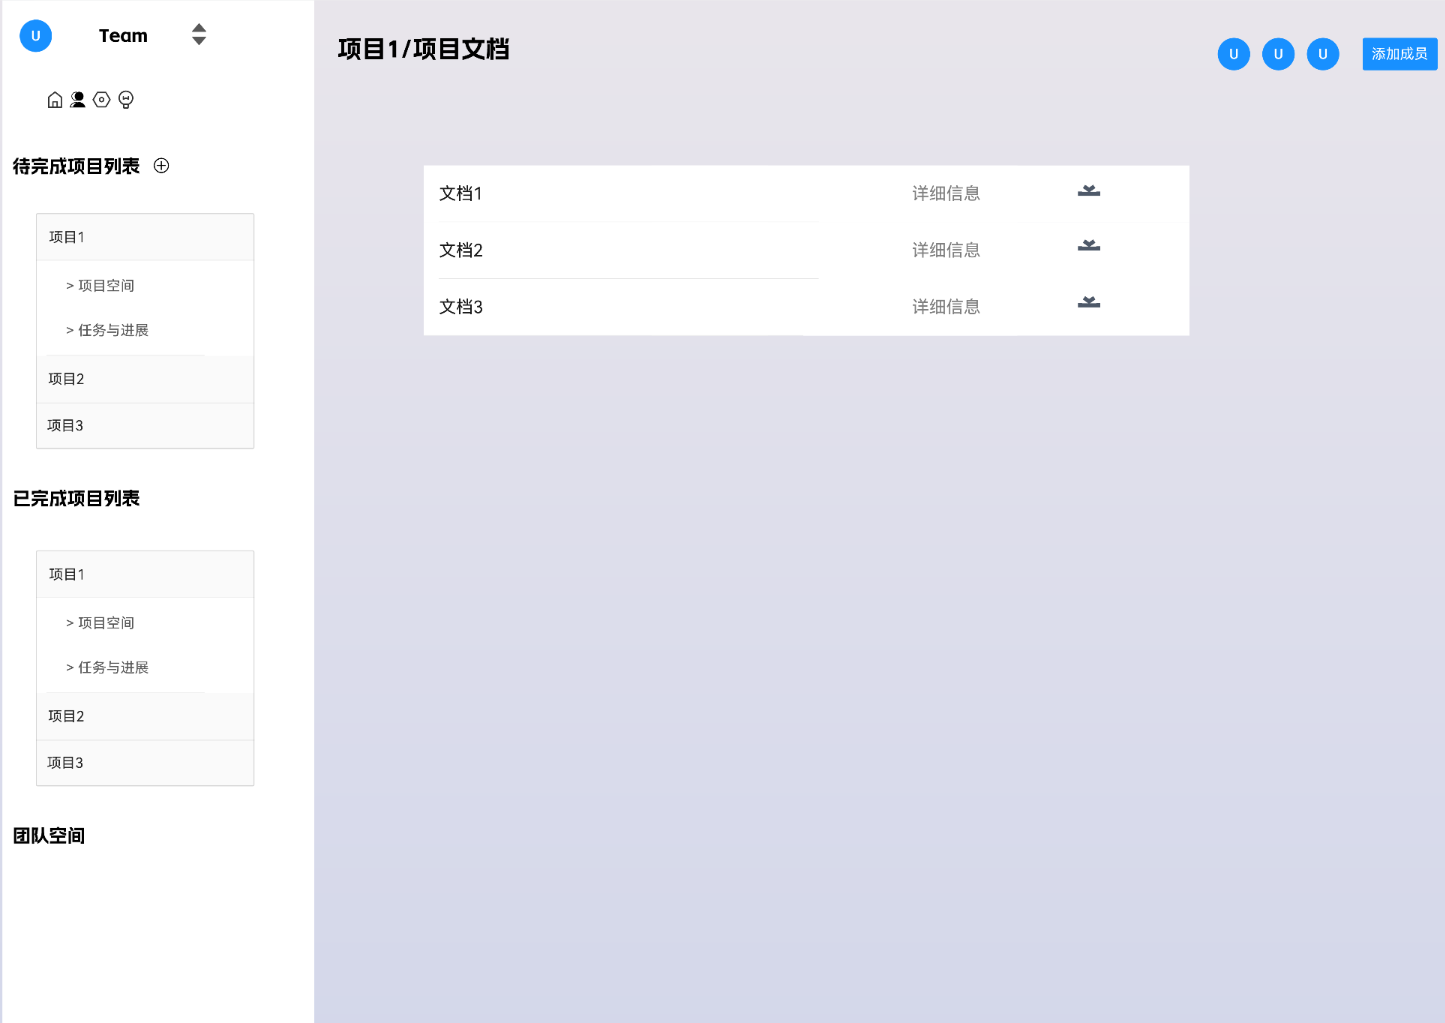 U Team
待完成项目列表
项目1
> 项目空间
> 任务与进展
项目2
项目3
已完成项目列表
项目1
> 项目空间
> 任务与进展
项目2
项目3
团队空间
项目1/项目文档
U U U 添加成员
文档1 详细信息
文档2 详细信息
文档3 详细信息